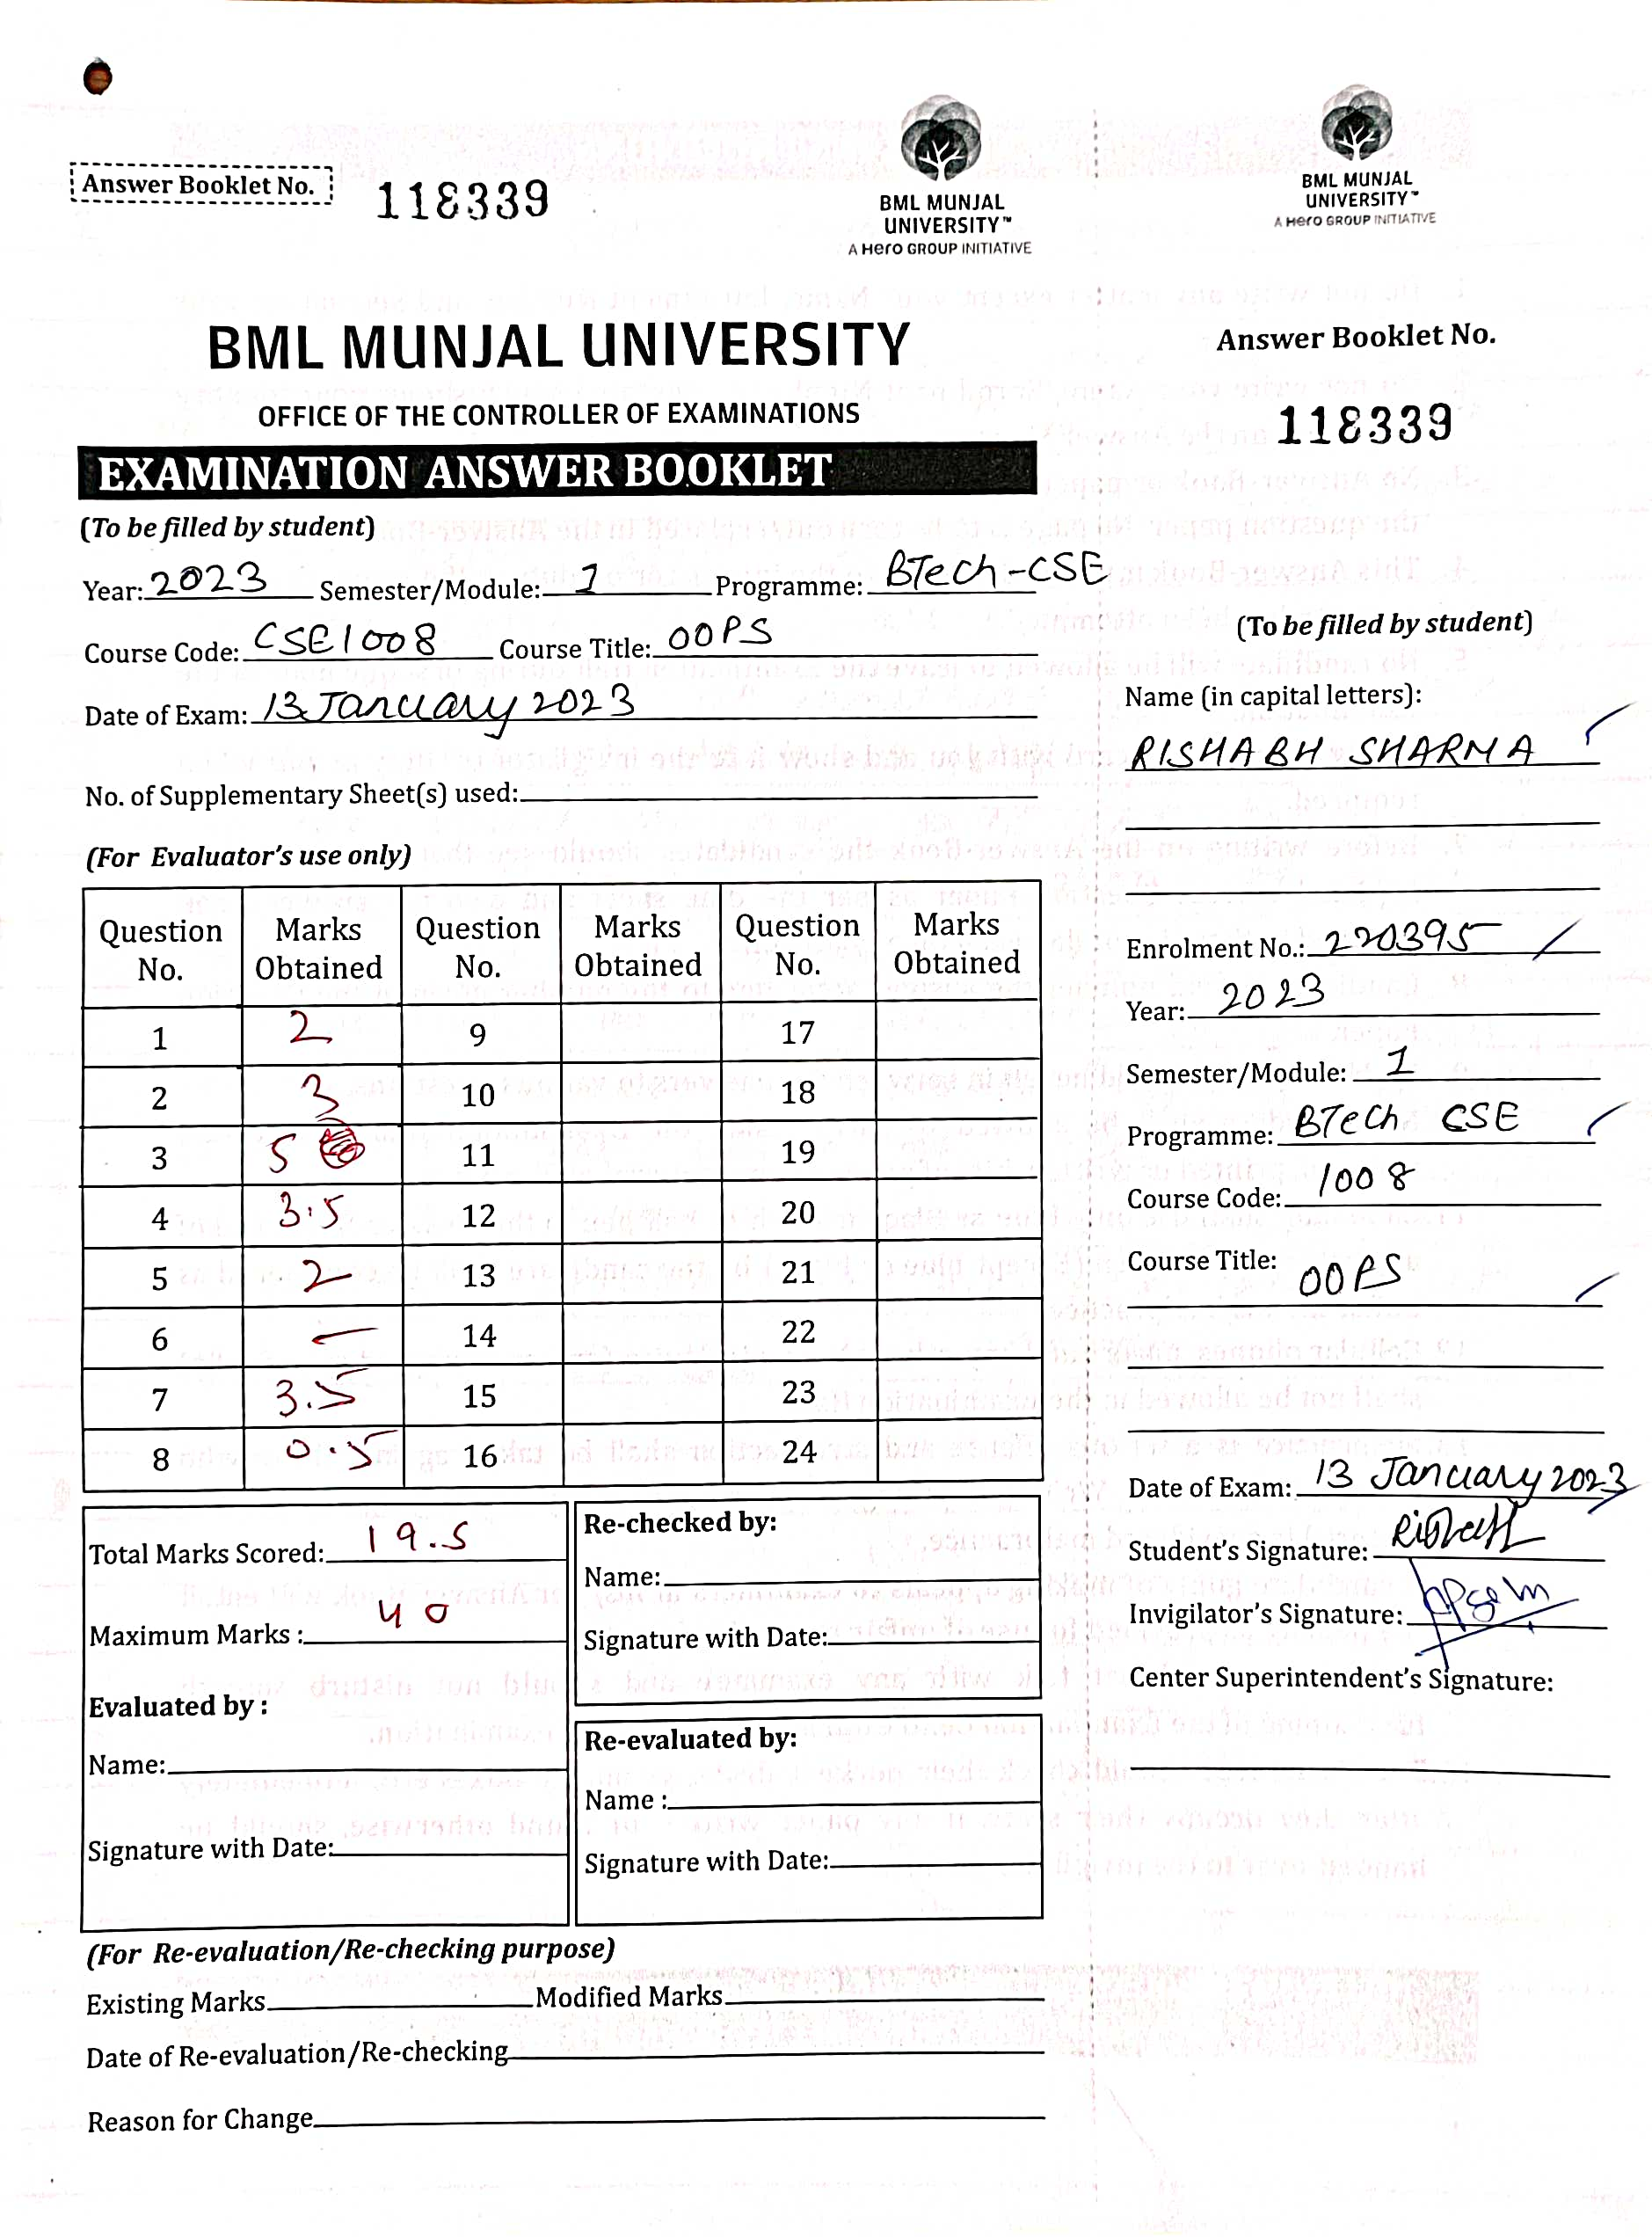 Answer Booklet No. 118339
BML MUNJAL
UNIVERSITY™
A Hero GROUP INITIATIVE
BML MUNJAL UNIVERSITY
OFFICE OF THE CONTROLLER OF EXAMINATIONS
EXAMINATION ANSWER BOOKLET
(To be filled by student)
Year: 2023 Semester/Module: 1 Programme: BTech-CSE
Course Code: CSE1008 Course Title: OOPS
Date of Exam: 13 January 2023
No. of Supplementary Sheet(s) used:
(For Evaluator's use only)
Question No. Marks Obtained Question No. Marks Obtained Question No. Marks Obtained
1 2 9 17
2 3 10 18
3 5 11 19
4 3.5 12 20
5 2 13 21
6 - 14 22
7 3.5 15 23
8 0.5 16 24
Total Marks Scored: 19.5
Maximum Marks : 40
Evaluated by :
Name:
Signature with Date:
Re-checked by:
Name:
Signature with Date:
Re-evaluated by:
Name :
Signature with Date:
(For Re-evaluation/Re-checking purpose)
Existing Marks Modified Marks
Date of Re-evaluation/Re-checking
Reason for Change
BML MUNJAL
UNIVERSITY™
A Hero GROUP INITIATIVE
Answer Booklet No.
118339
(To be filled by student)
Name (in capital letters):
RISHABH SHARMA
Enrolment No.: 220395
Year: 2023
Semester/Module: 1
Programme: BTech CSE
Course Code: 1008
Course Title: OOPS
Date of Exam: 13 January 2023
Student's Signature:
Invigilator's Signature:
Center Superintendent's Signature: